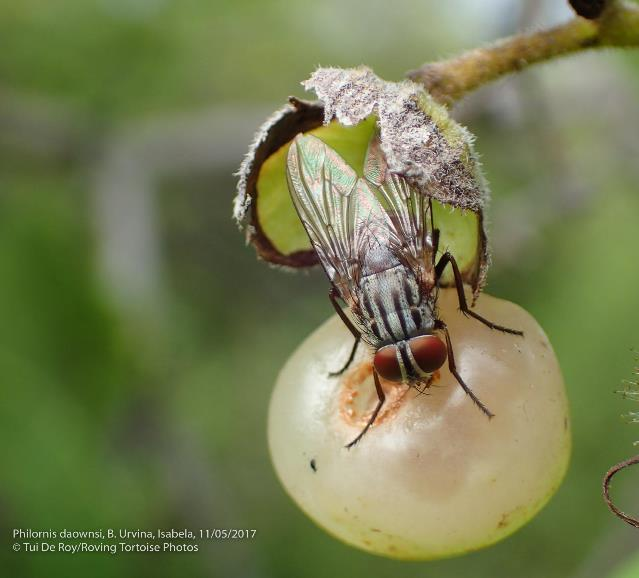 Philornis daownsi, B. Urvina, Isabela, 11/05/2017
© Tui De Roy/Roving Tortoise Photos